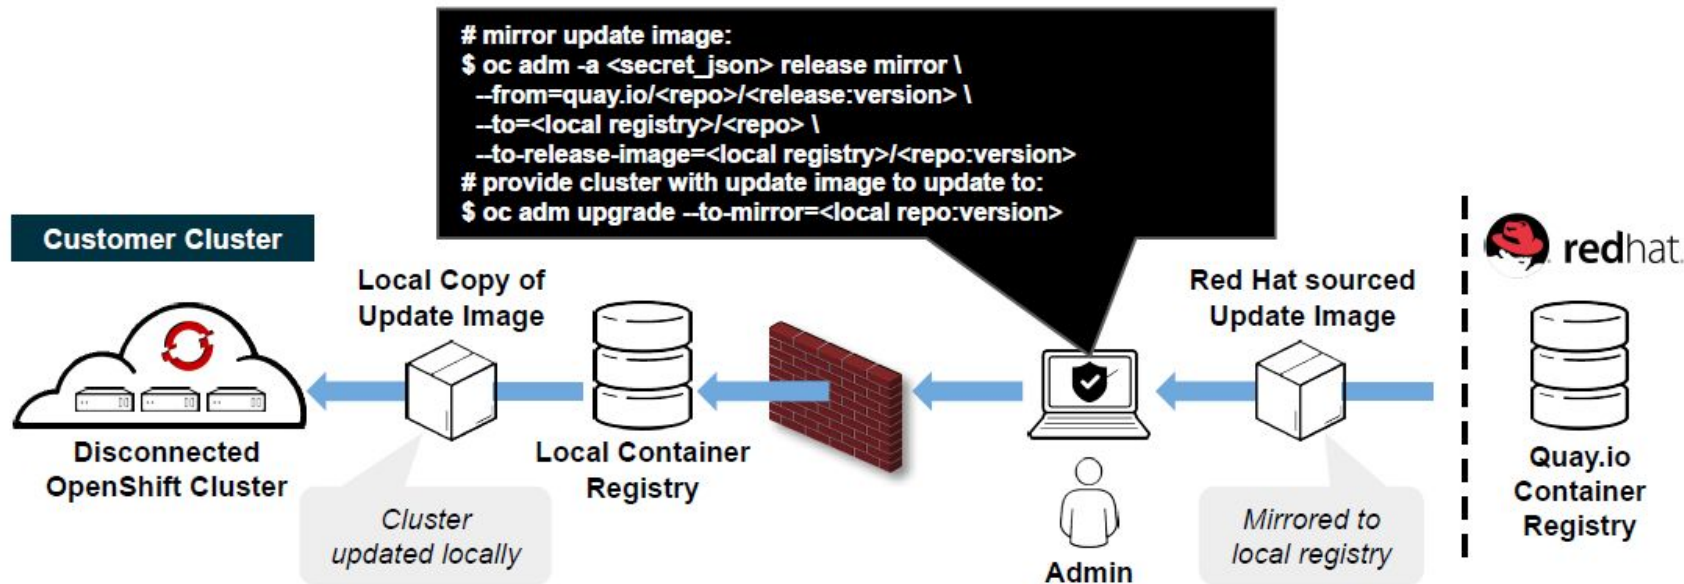 # mirror update image:
$ oc adm -a <secret_json> release mirror \
--from=quay.io/<repo>/<release:version> \
--to=<local registry>/<repo> \
--to-release-image=<local registry>/<repo:version>
# provide cluster with update image to update to:
$ oc adm upgrade --to-mirror=<local repo:version>
Customer Cluster
Local Copy of
Update Image
Red Hat sourced
Update Image
redhat.
Disconnected
OpenShift Cluster
Local Container
Registry
Quay.io
Container
Registry
Cluster
updated locally
Admin
Mirrored to
local registry